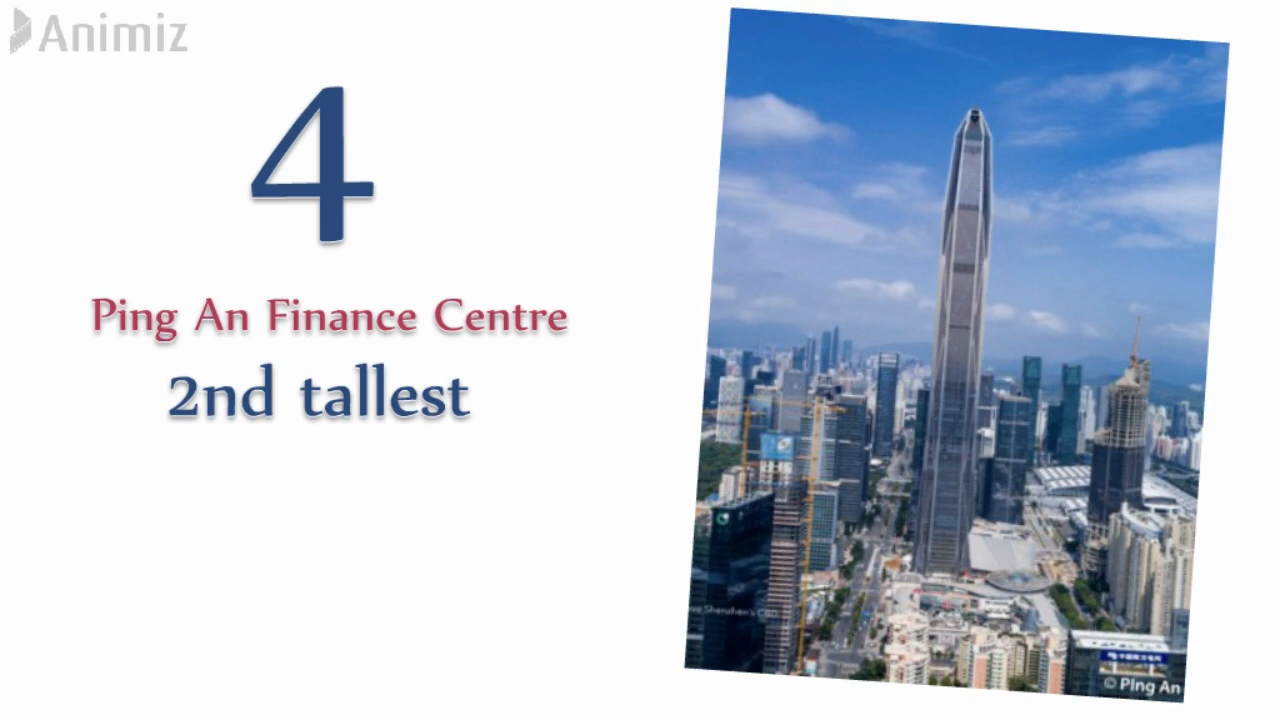 Animiz
4
Ping An Finance Centre
2nd tallest
Shenzhen's CBD
© Ping An